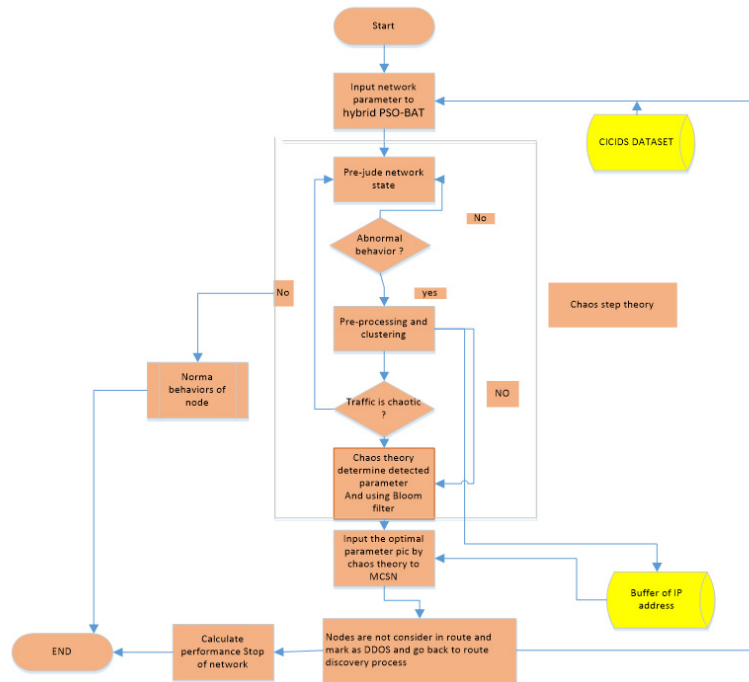 Start
Input network
parameter to
hybrid PSO-BAT
CICIDS DATASET
Pre-jude network
state
No
Abnormal
behavior ?
yes
No
Chaos step theory
Pre-processing and
clustering
Norma
behaviors of
node
NO
Traffic is chaotic
?
Chaos theory
determine detected
parameter
And using Bloom
filter
Input the optimal
parameter pic by
chaos theory to
MCSN
Buffer of IP
address
END
Calculate
performance Stop
of network
Nodes are not consider in route and
mark as DDOS and go back to route
discovery process